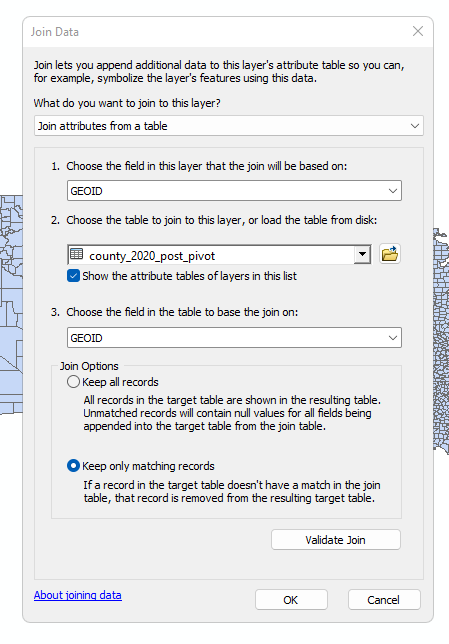 Join Data
Join lets you append additional data to this layer's attribute table so you can,
for example, symbolize the layer's features using this data.
What do you want to join to this layer?
Join attributes from a table
1. Choose the field in this layer that the join will be based on:
GEOID
2. Choose the table to join to this layer, or load the table from disk:
county_2020_post_pivot
Show the attribute tables of layers in this list
3. Choose the field in the table to base the join on:
GEOID
Join Options
Keep all records
All records in the target table are shown in the resulting table.
Unmatched records will contain null values for all fields being
appended into the target table from the join table.
Keep only matching records
If a record in the target table doesn't have a match in the join
table, that record is removed from the resulting target table.
Validate Join
About joining data
OK
Cancel